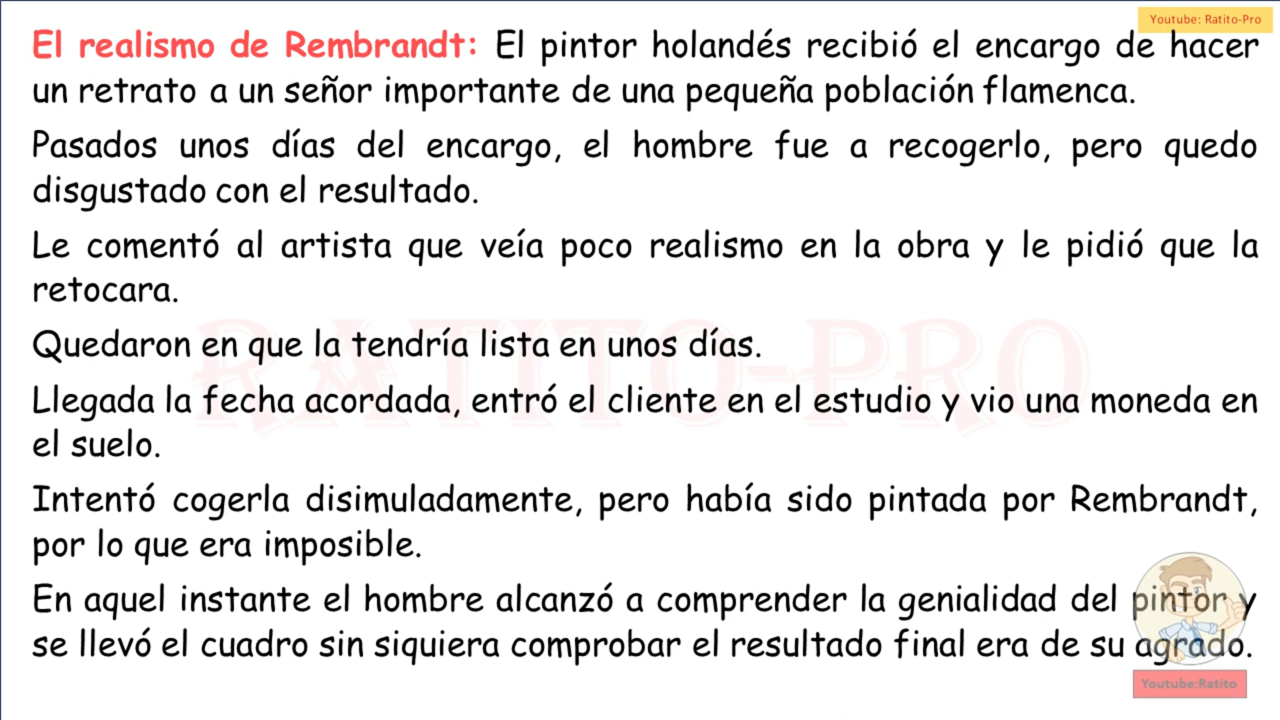 Youtube: Ratito-Pro
El realismo de Rembrandt: El pintor holandés recibió el encargo de hacer
un retrato a un señor importante de una pequeña población flamenca.
Pasados unos días del encargo, el hombre fue a recogerlo, pero quedo
disgustado con el resultado.
Le comentó al artista que veía poco realismo en la obra y le pidió que la
retocara.
RATITO-PRO
Quedaron en que la tendría lista en unos días.
Llegada la fecha acordada, entró el cliente en el estudio y vio una moneda en
el suelo.
Intentó cogerla disimuladamente, pero había sido pintada por Rembrandt,
por lo que era imposible.
En aquel instante el hombre alcanzó a comprender la genialidad del pintor y
se llevó el cuadro sin siquiera comprobar el resultado final era de su agrado.
Youtube:Ratito